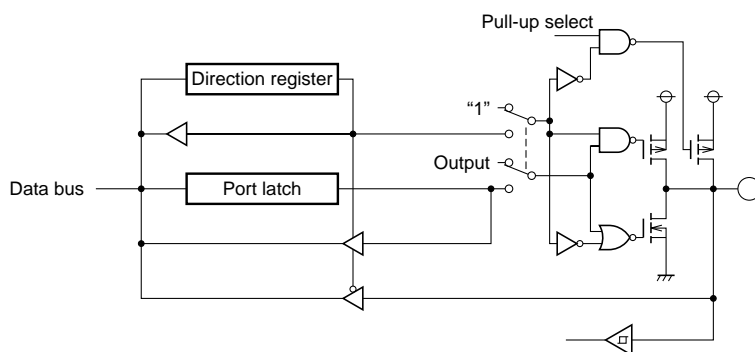 Pull-up select
Direction register
“1”
Output
Data bus
Port latch